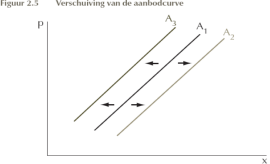 Figuur 2.5 Verschuiving van de aanbodcurve
p
A3
A1
A2
x